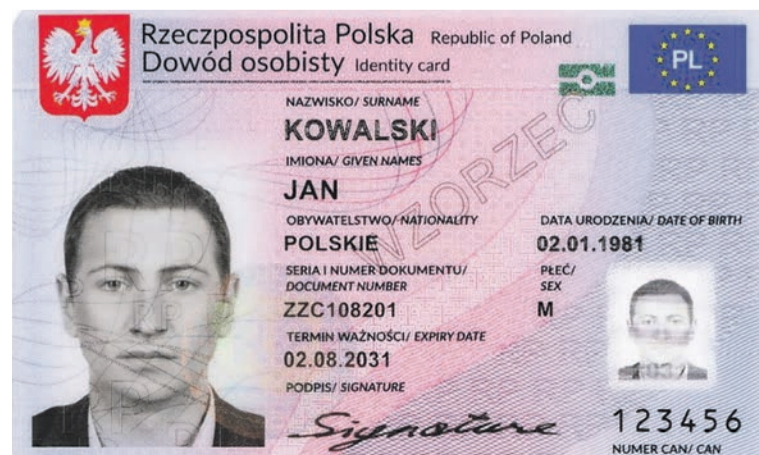 Rzeczpospolita Polska Republic of Poland
Dowód osobisty Identity card
PL
NAZWISKO/ SURNAME
KOWALSKI
IMIONA/ GIVEN NAMES
JAN
OBYWATELSTWO/ NATIONALITY
DATA URODZENIA/ DATE OF BIRTH
POLSKIE
02.01.1981
SERIA I NUMER DOKUMENTU/
DOCUMENT NUMBER
PŁEĆ/
SEX
ZZC108201
M
TERMIN WAŻNOŚCI/ EXPIRY DATE
02.08.2031
PODPIS/ SIGNATURE
Signature
123456
NUMER CAN/ CAN
WZORZEC